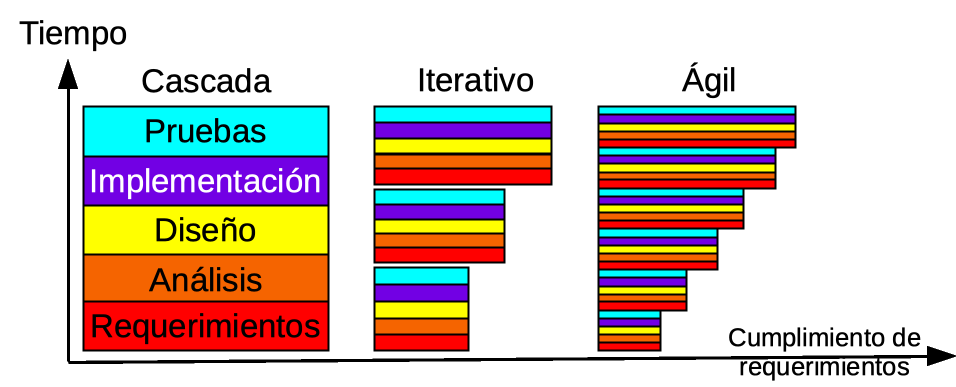 Tiempo
Cascada
Iterativo
Ágil
Pruebas
Implementación
Diseño
Análisis
Requerimientos
Cumplimiento de
requerimientos